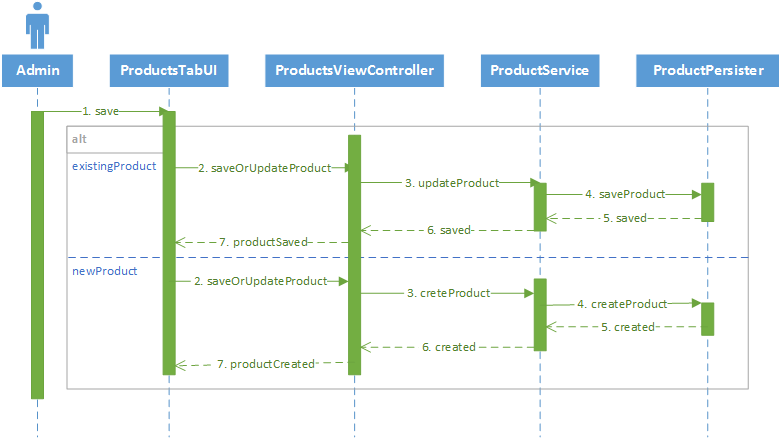 Admin
ProductsTabUI
ProductsViewController
ProductService
ProductPersister
1. save
alt
existingProduct
2. saveOrUpdateProduct
3. updateProduct
4. saveProduct
5. saved
6. saved
7. productSaved
newProduct
2. saveOrUpdateProduct
3. creteProduct
4. createProduct
5. created
6. created
7. productCreated